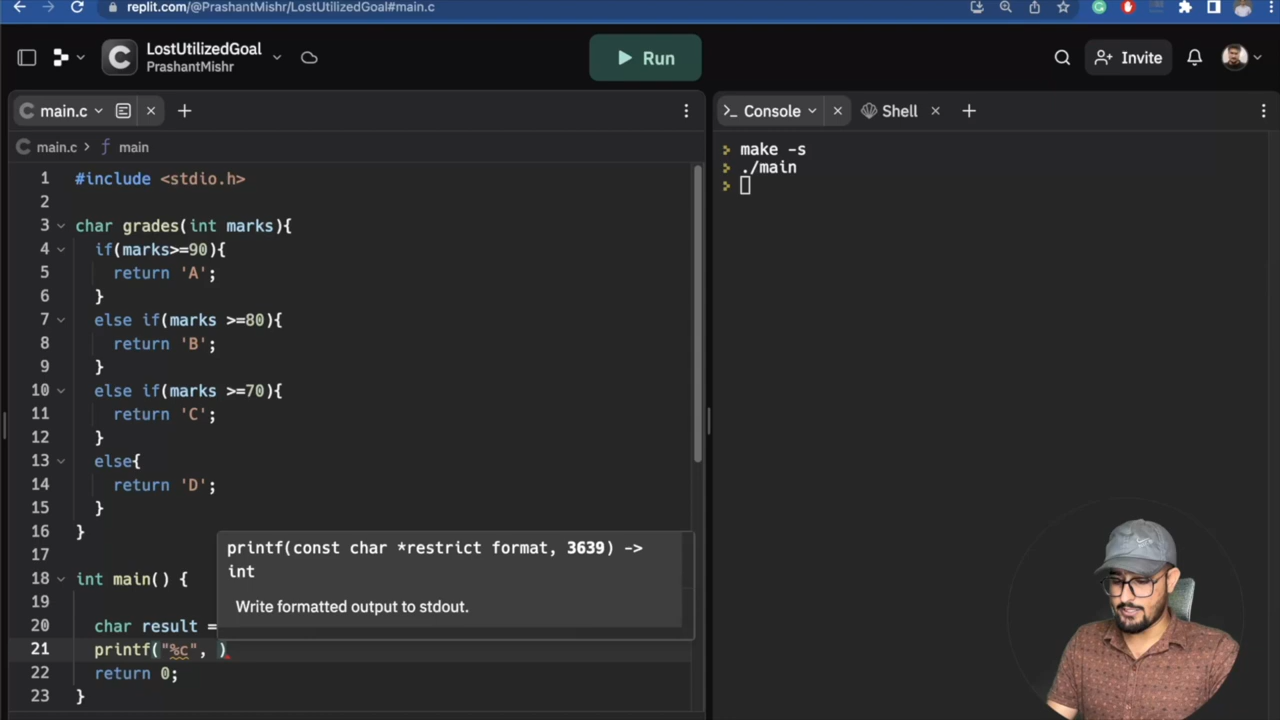 replit.com/@PrashantMishr/LostUtilizedGoal#main.c
LostUtilizedGoal
PrashantMishr
Run
Invite
main.c
main.c > f main
1 #include <stdio.h>
2
3 char grades(int marks){
4 if(marks>=90){
5 return 'A';
6 }
7 else if(marks >=80){
8 return 'B';
9 }
10 else if(marks >=70){
11 return 'C';
12 }
13 else{
14 return 'D';
15 }
16 }
17
printf(const char *restrict format, 3639) ->
int
Write formatted output to stdout.
18 int main() {
19
20 char result =
21 printf("%c", )
22 return 0;
23 }
>_ Console
Shell
> make -s
> ./main
>